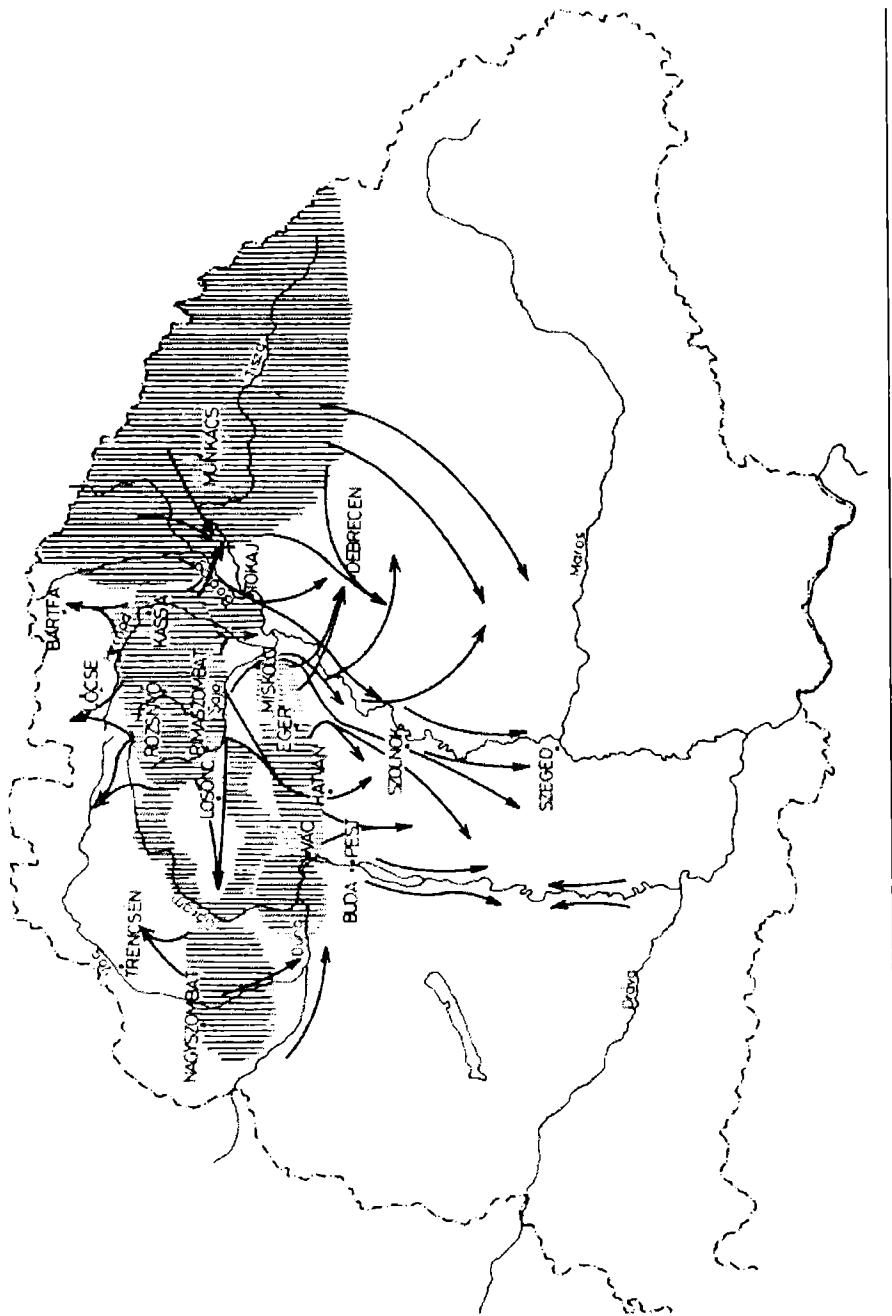 BÁRTFA
LŐCSE
KASSA
ROZSNYÓ
RIMASZOMBAT
LOSONC
Sajó
MUNKÁCS
Tisza
TOKAJ
MISKOLC
EGER
DEBRECEN
TRENCSÉN
NAGYSZOMBAT
Duna
VÁC
HATVAN
BUDA
PEST
SZOLNOK
SZEGED
Maros
Dráva